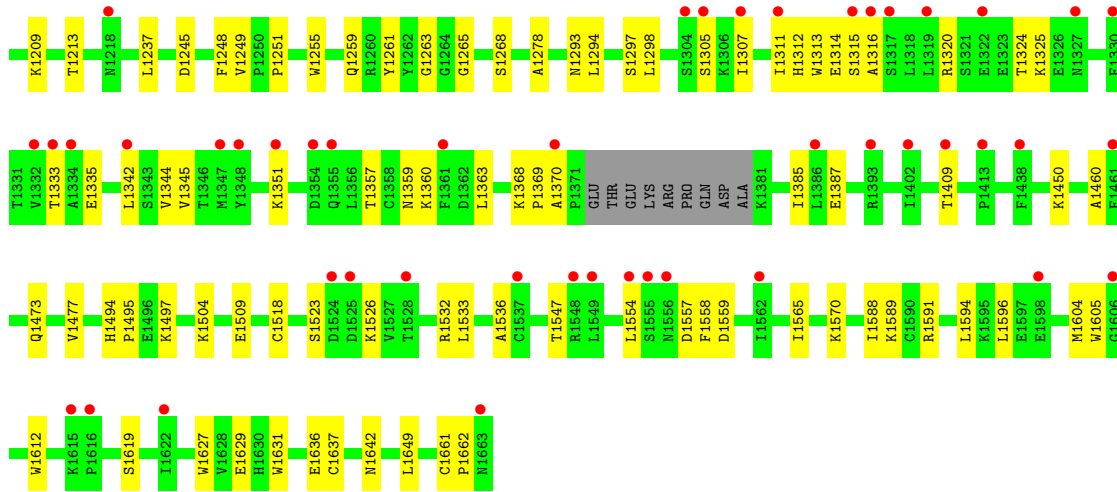 K1209 T1213 N1218 L1237 D1245 F1248 V1249 P1250 P1251 W1255 Q1259 R1260 Y1261 Y1262 G1263 G1264 G1265 S1268 A1278 N1293 L1294 S1297 L1298 S1304 S1305 K1306 I1307 I1311 H1312 W1313 E1314 S1315 A1316 S1317 L1318 L1319 R1320 S1321 E1322 E1323 T1324 K1325 E1326 N1327
T1331 V1332 T1333 A1334 E1335 L1342 S1343 V1344 V1345 T1346 M1347 Y1348 K1351 D1354 Q1355 L1356 T1357 G1358 N1359 K1360 F1361 D1362 L1363 K1368 P1369 A1370 P1371 GLU THR GLU LYS ARG PRO GLN ASP ALA K1381 I1385 L1386 E1387 R1393 I1402 T1409 P1413 F1438 K1450 A1460
Q1473 V1477 H1494 P1495 E1496 K1497 K1504 E1509 C1518 S1523 D1524 D1525 K1526 V1527 T1528 R1532 L1533 A1536 C1537 T1547 R1548 L1549 L1554 S1555 N1556 D1557 F1558 D1559 I1562 I1565 K1570 I1588 K1589 C1590 R1591 L1594 K1595 L1596 E1597 E1598 M1604 W1605 G1606
W1612 K1615 P1616 S1619 I1622 W1627 V1628 E1629 H1630 W1631 E1636 C1637 N1642 L1649 C1661 P1662 N1663